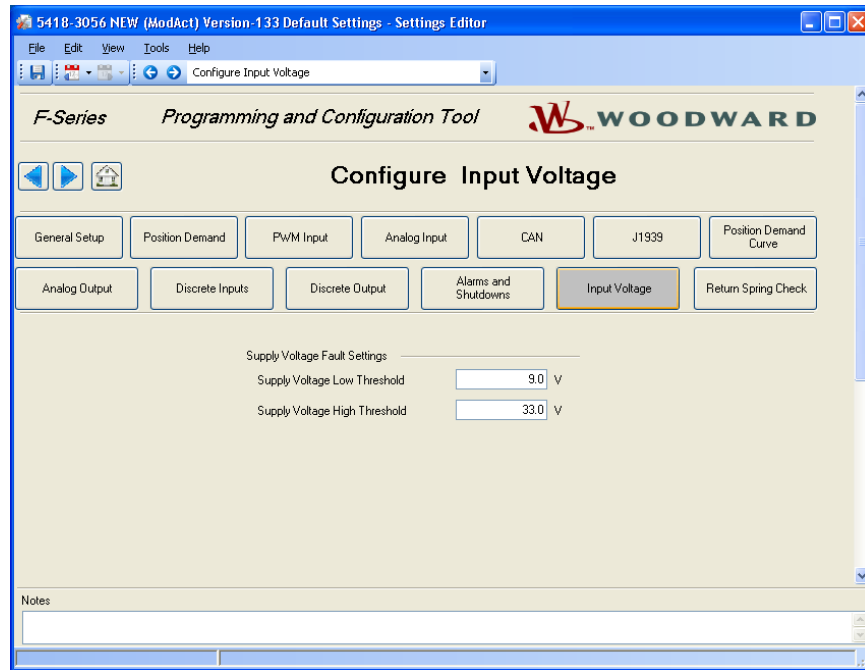 5418-3056 NEW (ModAct) Version-133 Default Settings - Settings Editor
File Edit View Tools Help
Configure Input Voltage
F-Series Programming and Configuration Tool WOODWARD
Configure Input Voltage
General Setup Position Demand PWM Input Analog Input CAN J1939 Position Demand Curve
Analog Output Discrete Inputs Discrete Output Alarms and Shutdowns Input Voltage Return Spring Check
Supply Voltage Fault Settings
Supply Voltage Low Threshold 9.0 V
Supply Voltage High Threshold 33.0 V
Notes